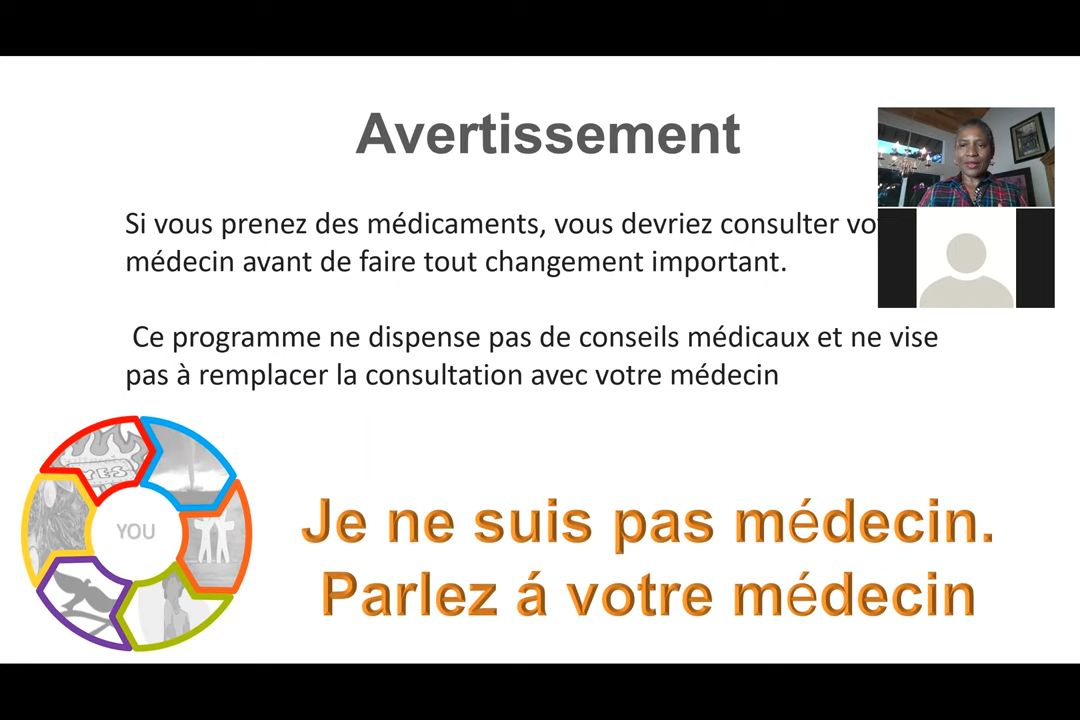 Avertissement
Si vous prenez des médicaments, vous devriez consulter
médecin avant de faire tout changement important.
Ce programme ne dispense pas de conseils médicaux et ne vise
pas à remplacer la consultation avec votre médecin
YES
YOU
Je ne suis pas médecin.
Parlez á votre médecin